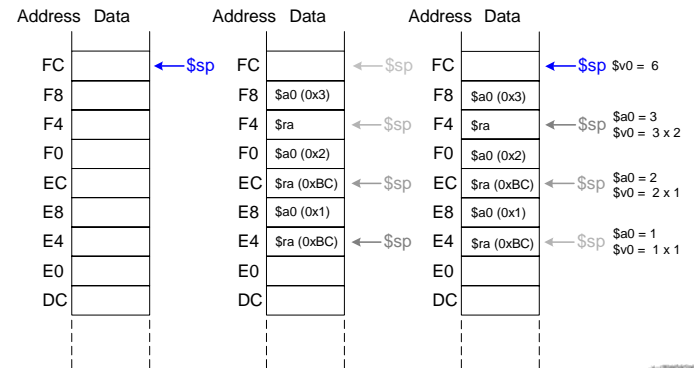 Address Data Address Data Address Data
FC $sp FC $sp FC $sp $v0 = 6
F8 F8 $a0 (0x3) F8 $a0 (0x3)
F4 F4 $ra $sp F4 $ra $sp $a0 = 3
$v0 = 3 x 2
F0 F0 $a0 (0x2) F0 $a0 (0x2)
EC EC $ra (0xBC) $sp EC $ra (0xBC) $sp $a0 = 2
$v0 = 2 x 1
E8 E8 $a0 (0x1) E8 $a0 (0x1)
E4 E4 $ra (0xBC) $sp E4 $ra (0xBC) $sp $a0 = 1
$v0 = 1 x 1
E0 E0 E0
DC DC DC